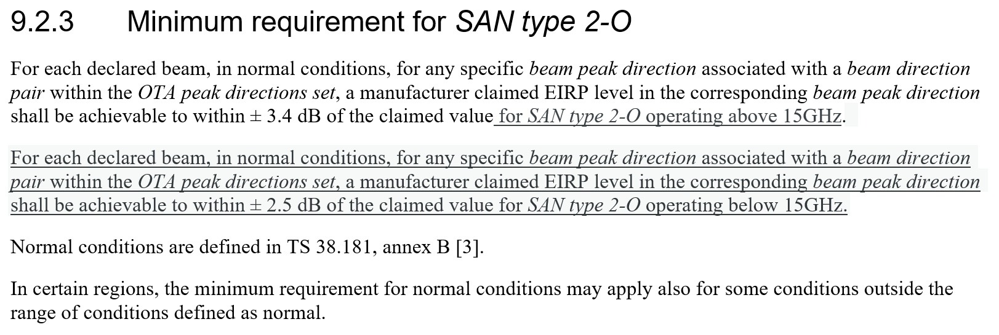 9.2.3 Minimum requirement for SAN type 2-O
For each declared beam, in normal conditions, for any specific beam peak direction associated with a beam direction
pair within the OTA peak directions set, a manufacturer claimed EIRP level in the corresponding beam peak direction
shall be achievable to within ± 3.4 dB of the claimed value for SAN type 2-O operating above 15GHz.
For each declared beam, in normal conditions, for any specific beam peak direction associated with a beam direction
pair within the OTA peak directions set, a manufacturer claimed EIRP level in the corresponding beam peak direction
shall be achievable to within ± 2.5 dB of the claimed value for SAN type 2-O operating below 15GHz.
Normal conditions are defined in TS 38.181, annex B [3].
In certain regions, the minimum requirement for normal conditions may apply also for some conditions outside the
range of conditions defined as normal.